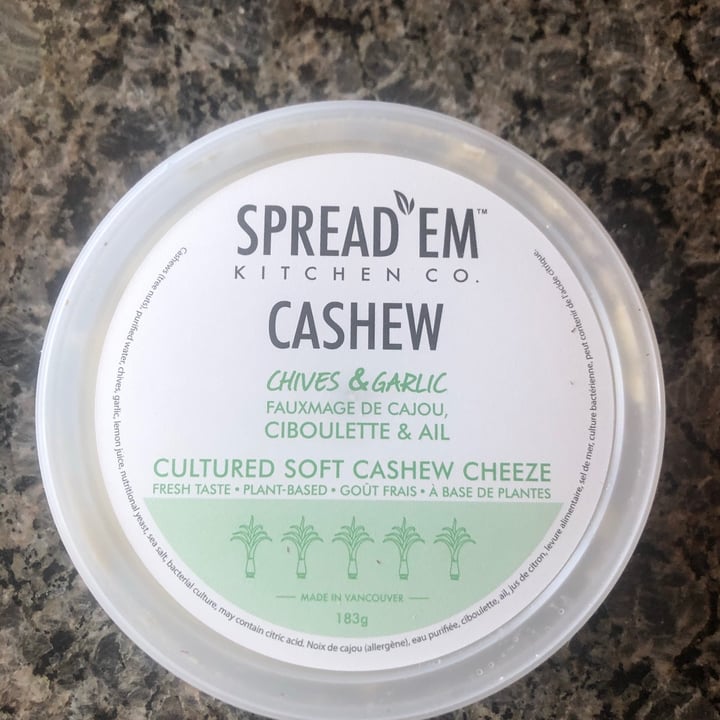 SPREAD'EM™
KITCHEN CO.
CASHEW
CHIVES & GARLIC
FAUXMAGE DE CAJOU,
CIBOULETTE & AIL
CULTURED SOFT CASHEW CHEEZE
FRESH TASTE • PLANT-BASED • GOÛT FRAIS • À BASE DE PLANTES
MADE IN VANCOUVER
183g
Cashews (tree nuts), purified water, chives, garlic, lemon juice, nutritional yeast, sea salt, bacterial culture, may contain citric acid. Noix de cajou (allergène), eau purifiée, ciboulette, ail, jus de citron, levure alimentaire, sel de mer, culture bactérienne, peut contenir de l'acide citrique.